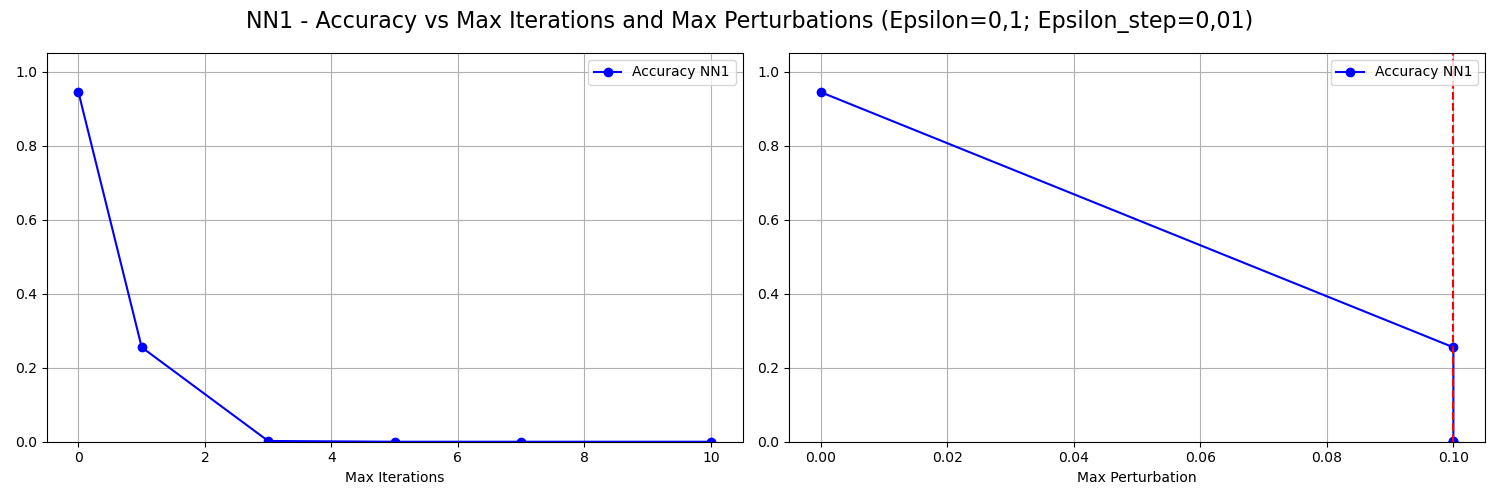 NN1 - Accuracy vs Max Iterations and Max Perturbations (Epsilon=0,1; Epsilon_step=0,01)
Accuracy NN1
1.0
0.8
0.6
0.4
0.2
0.0
0 2 4 6 8 10
Max Iterations
Accuracy NN1
1.0
0.8
0.6
0.4
0.2
0.0
0.00 0.02 0.04 0.06 0.08 0.10
Max Perturbation